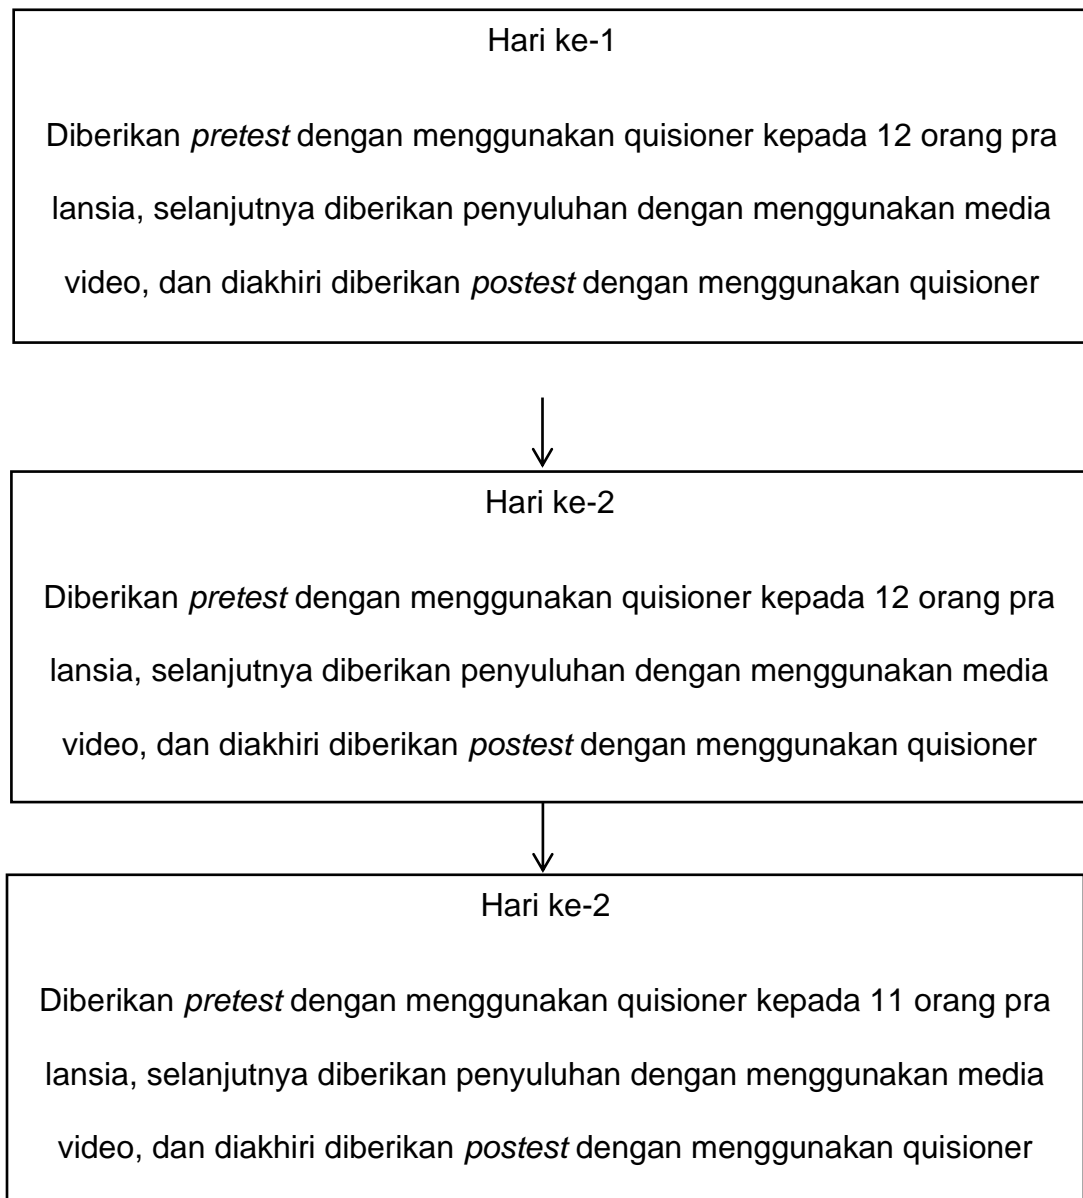 Hari ke-1
Diberikan pretest dengan menggunakan quisioner kepada 12 orang pra
lansia, selanjutnya diberikan penyuluhan dengan menggunakan media
video, dan diakhiri diberikan postest dengan menggunakan quisioner
Hari ke-2
Diberikan pretest dengan menggunakan quisioner kepada 12 orang pra
lansia, selanjutnya diberikan penyuluhan dengan menggunakan media
video, dan diakhiri diberikan postest dengan menggunakan quisioner
Hari ke-2
Diberikan pretest dengan menggunakan quisioner kepada 11 orang pra
lansia, selanjutnya diberikan penyuluhan dengan menggunakan media
video, dan diakhiri diberikan postest dengan menggunakan quisioner